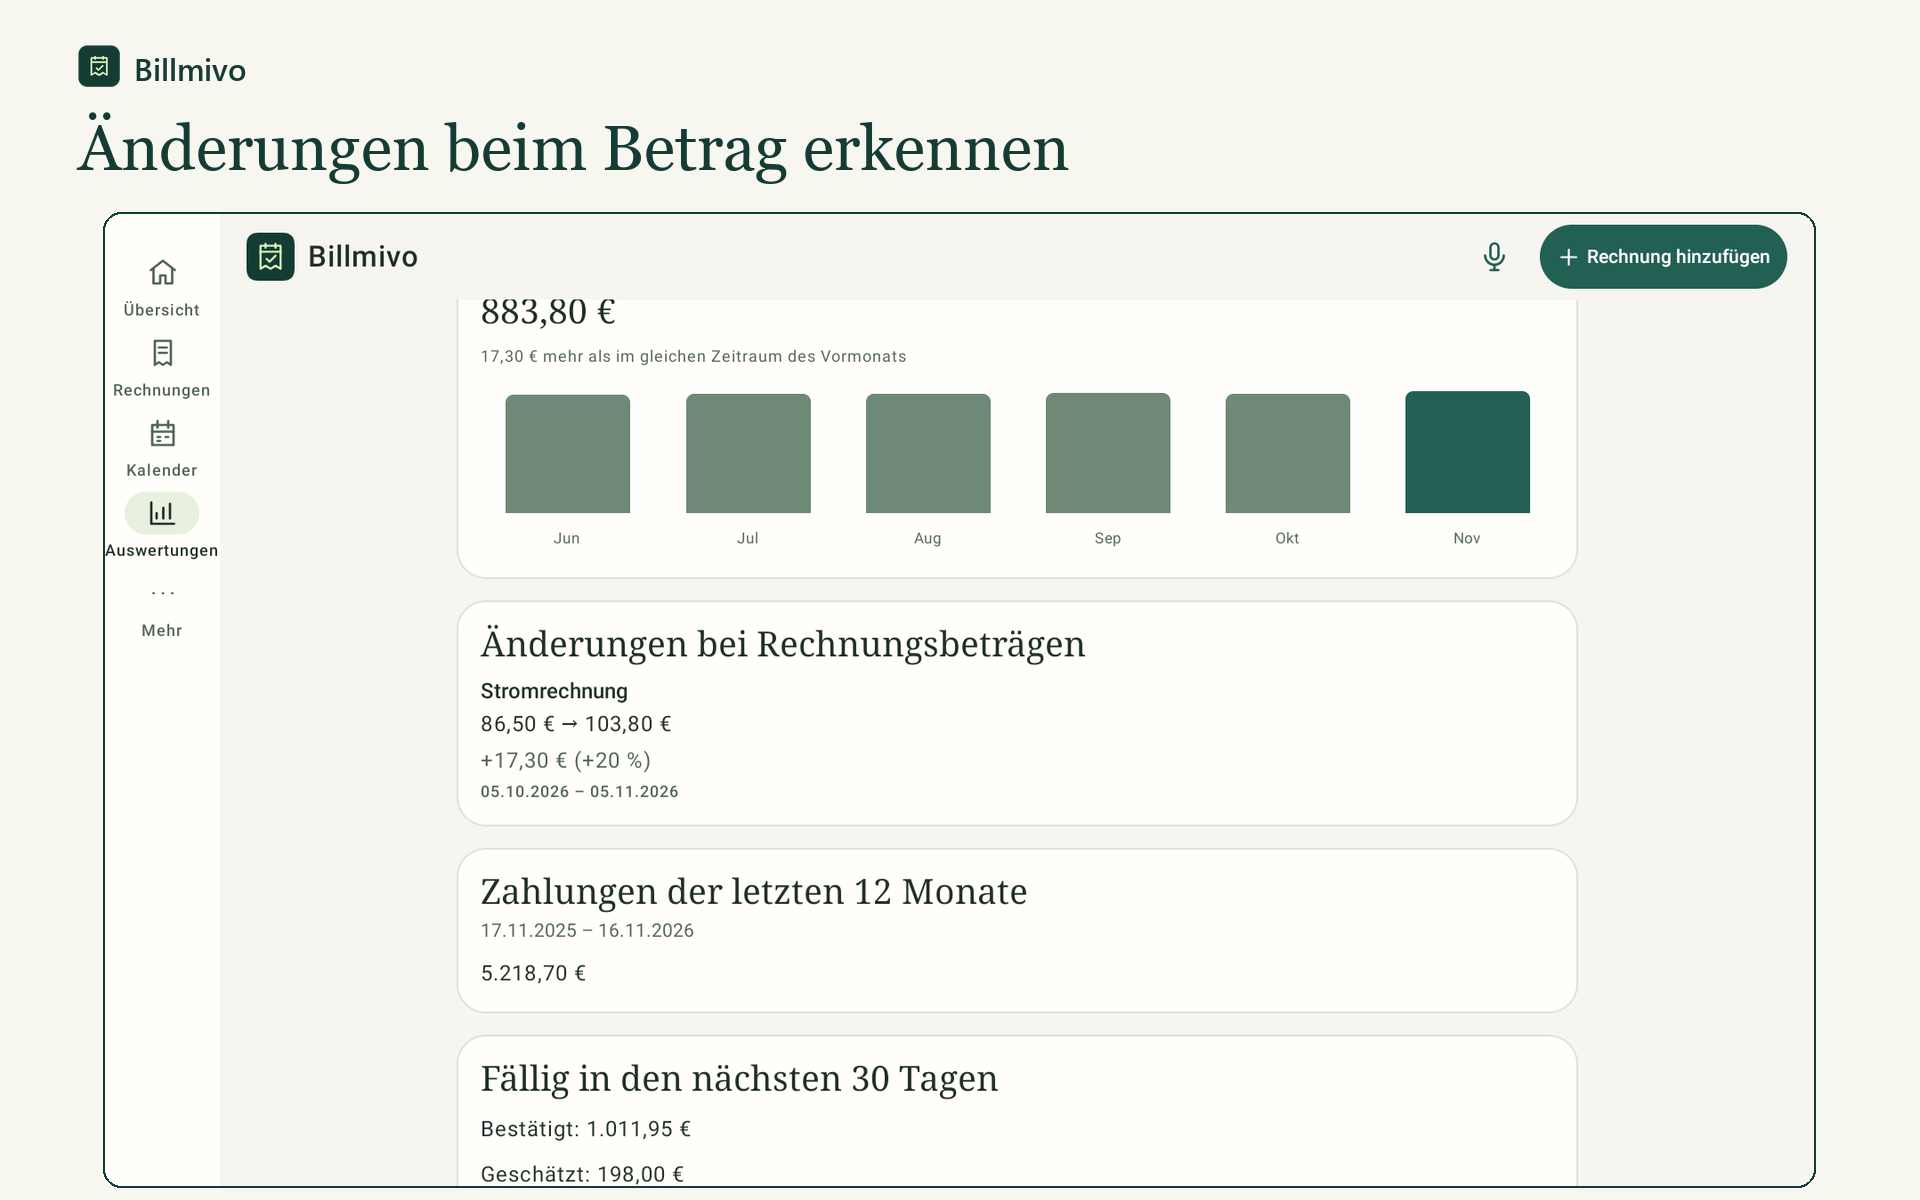 Billmivo
Änderungen beim Betrag erkennen
Billmivo
Rechnung hinzufügen
Übersicht
Rechnungen
Kalender
Auswertungen
Mehr
883,80 €
17,30 € mehr als im gleichen Zeitraum des Vormonats
Jun Jul Aug Sep Okt Nov
Änderungen bei Rechnungsbeträgen
Stromrechnung
86,50 € → 103,80 €
+17,30 € (+20 %)
05.10.2026 – 05.11.2026
Zahlungen der letzten 12 Monate
17.11.2025 – 16.11.2026
5.218,70 €
Fällig in den nächsten 30 Tagen
Bestätigt: 1.011,95 €
Geschätzt: 198,00 €